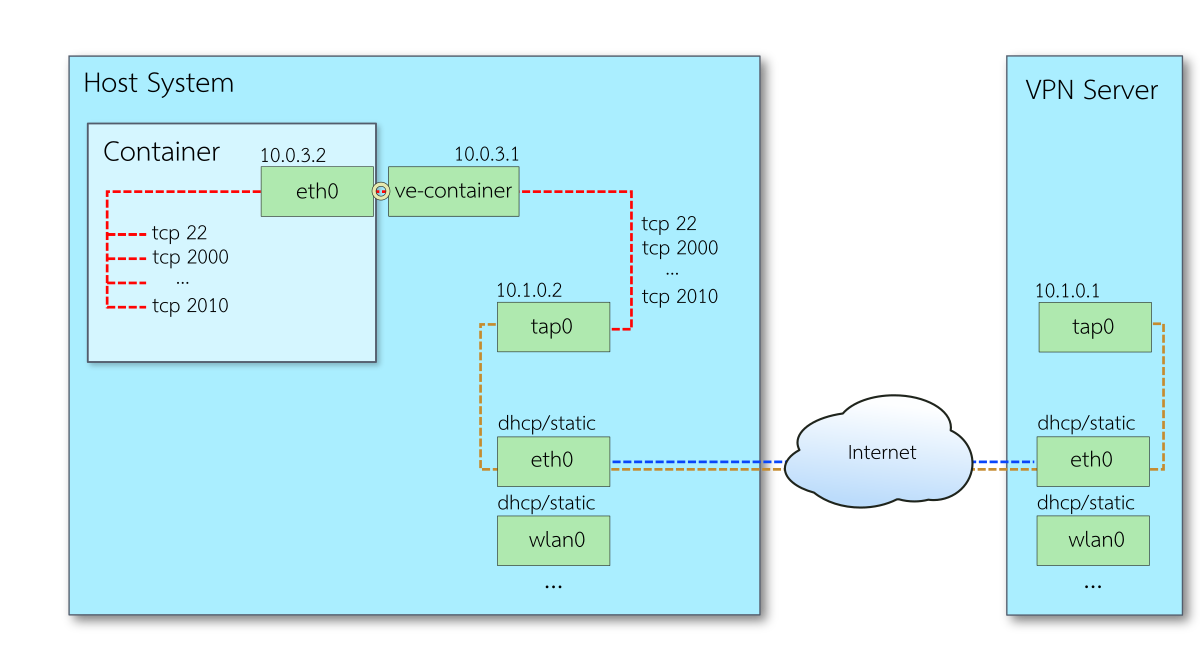 Host System
Container
10.0.3.2
eth0
10.0.3.1
ve-container
tcp 22
tcp 2000
...
tcp 2010
tcp 22
tcp 2000
...
tcp 2010
10.1.0.2
tap0
dhcp/static
eth0
dhcp/static
wlan0
...
Internet
VPN Server
10.1.0.1
tap0
dhcp/static
eth0
dhcp/static
wlan0
...